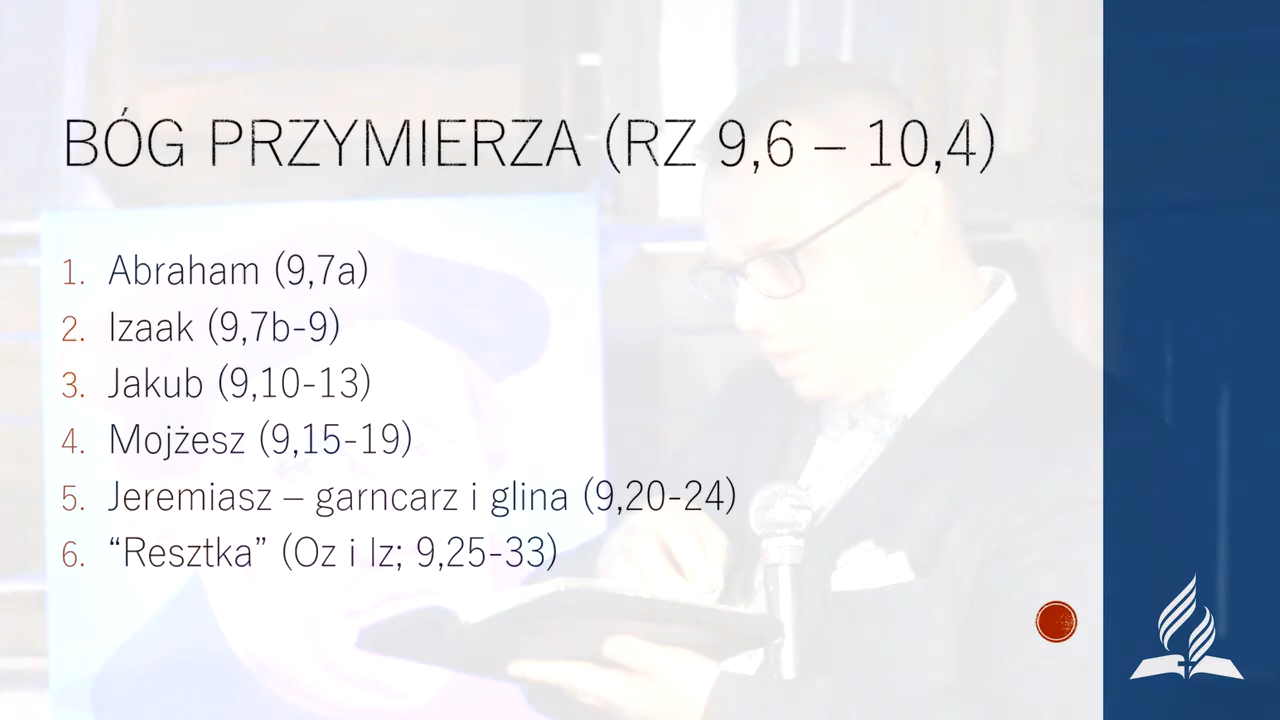 BÓG PRZYMIERZA (RZ 9,6 – 10,4)
1. Abraham (9,7a)
2. Izaak (9,7b-9)
3. Jakub (9,10-13)
4. Mojżesz (9,15-19)
5. Jeremiasz – garncarz i glina (9,20-24)
6. “Resztka” (Oz i Iz; 9,25-33)